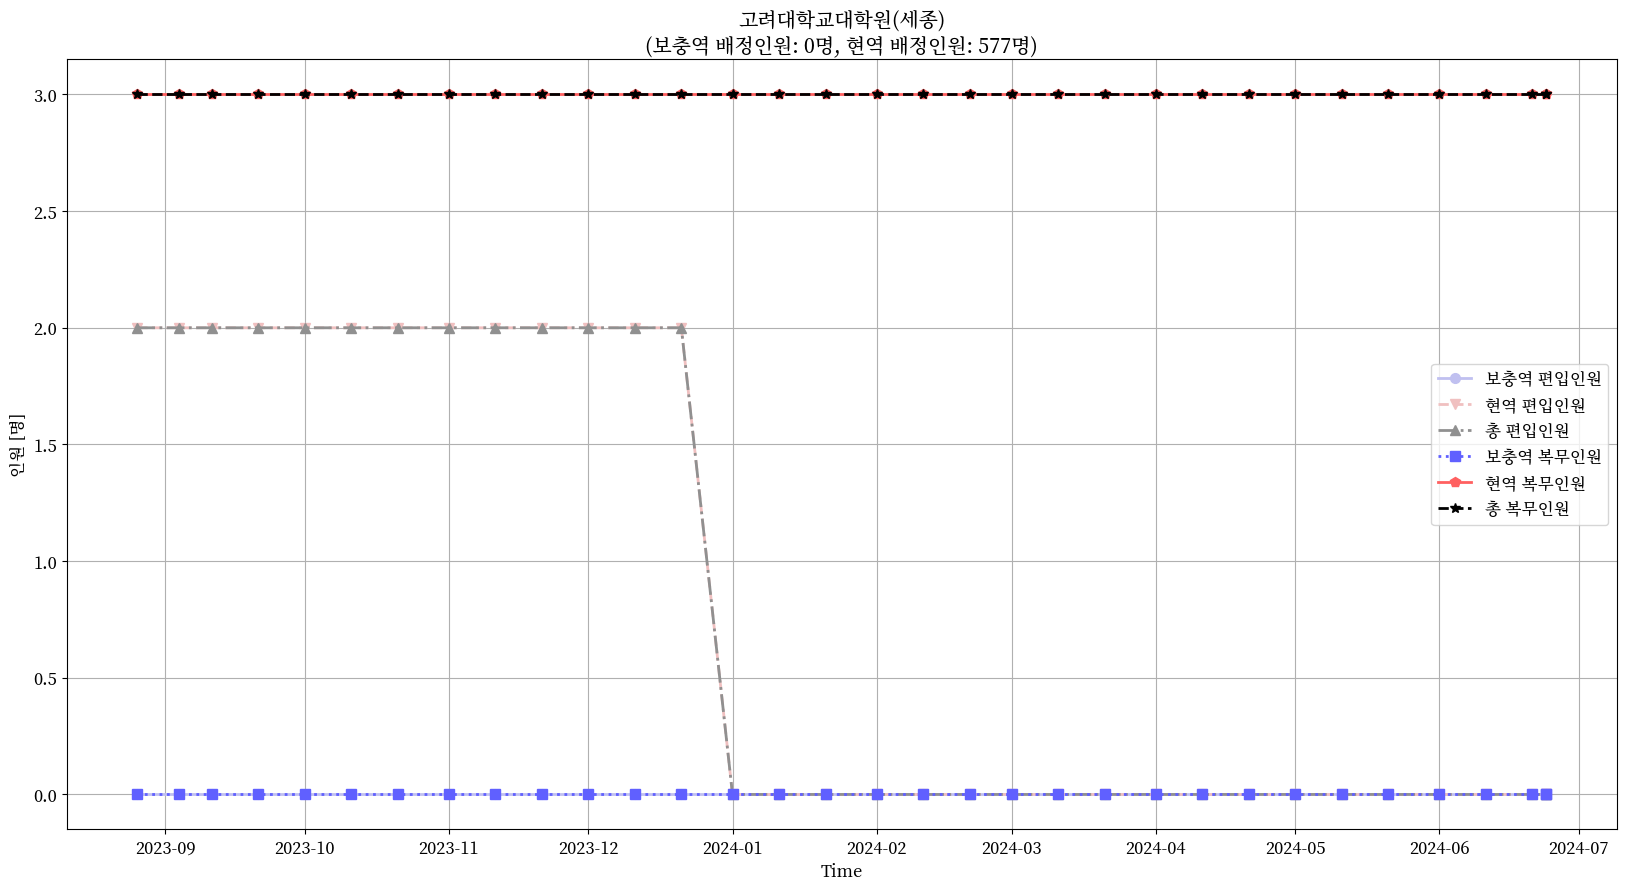 고려대학교대학원(세종)
(보충역 배정인원: 0명, 현역 배정인원: 577명)
3.0
2.5
2.0
1.5
1.0
0.5
0.0
인원 [명]
보충역 편입인원
현역 편입인원
총 편입인원
보충역 복무인원
현역 복무인원
총 복무인원
2023-09 2023-10 2023-11 2023-12 2024-01 2024-02 2024-03 2024-04 2024-05 2024-06 2024-07
Time